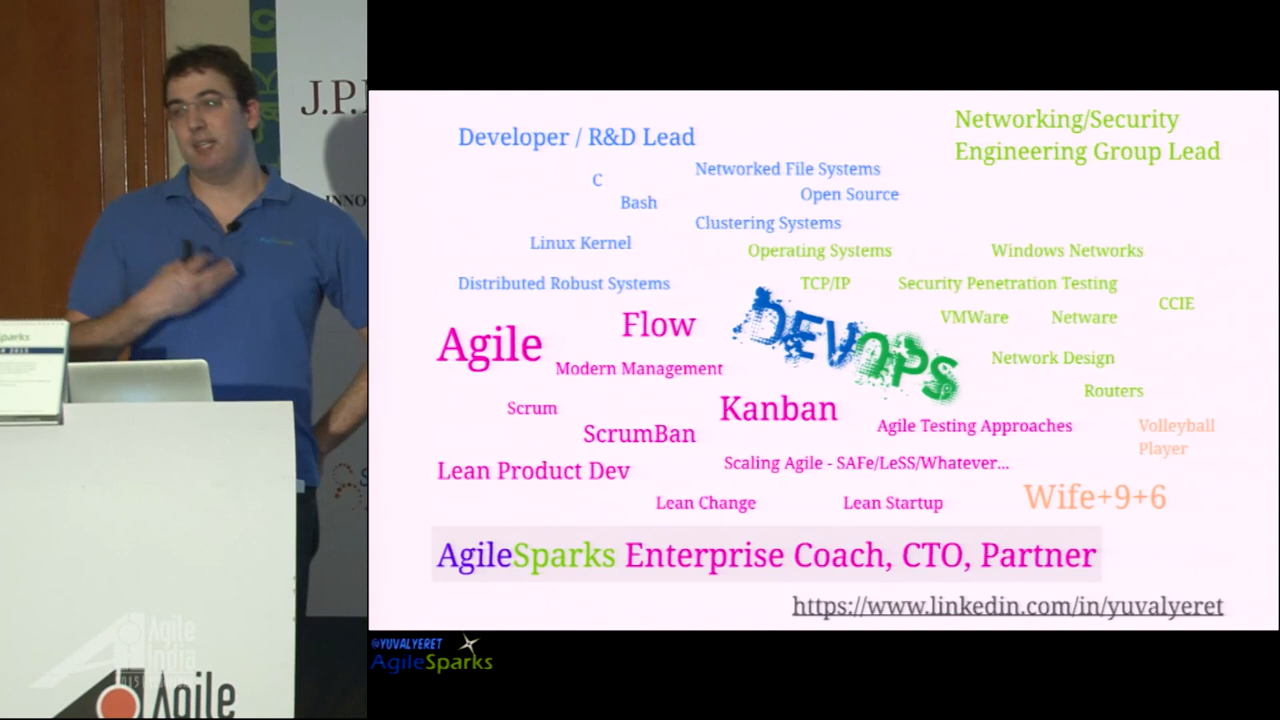 J.P.
INNO
Sparks
Agile
India
Agile
Developer / R&D Lead
Networking/Security
Engineering Group Lead
C
Networked File Systems
Bash
Open Source
Clustering Systems
Linux Kernel
Operating Systems
Windows Networks
Distributed Robust Systems
TCP/IP
Security Penetration Testing
CCIE
Agile
Flow
DEVOPS
VMWare
Netware
Modern Management
Network Design
Routers
Scrum
Kanban
ScrumBan
Agile Testing Approaches
Volleyball
Player
Lean Product Dev
Scaling Agile - SAFe/LeSS/Whatever...
Lean Change
Lean Startup
Wife+9+6
AgileSparks Enterprise Coach, CTO, Partner
https://www.linkedin.com/in/yuvalyeret
@YUVALYERET
AgileSparks